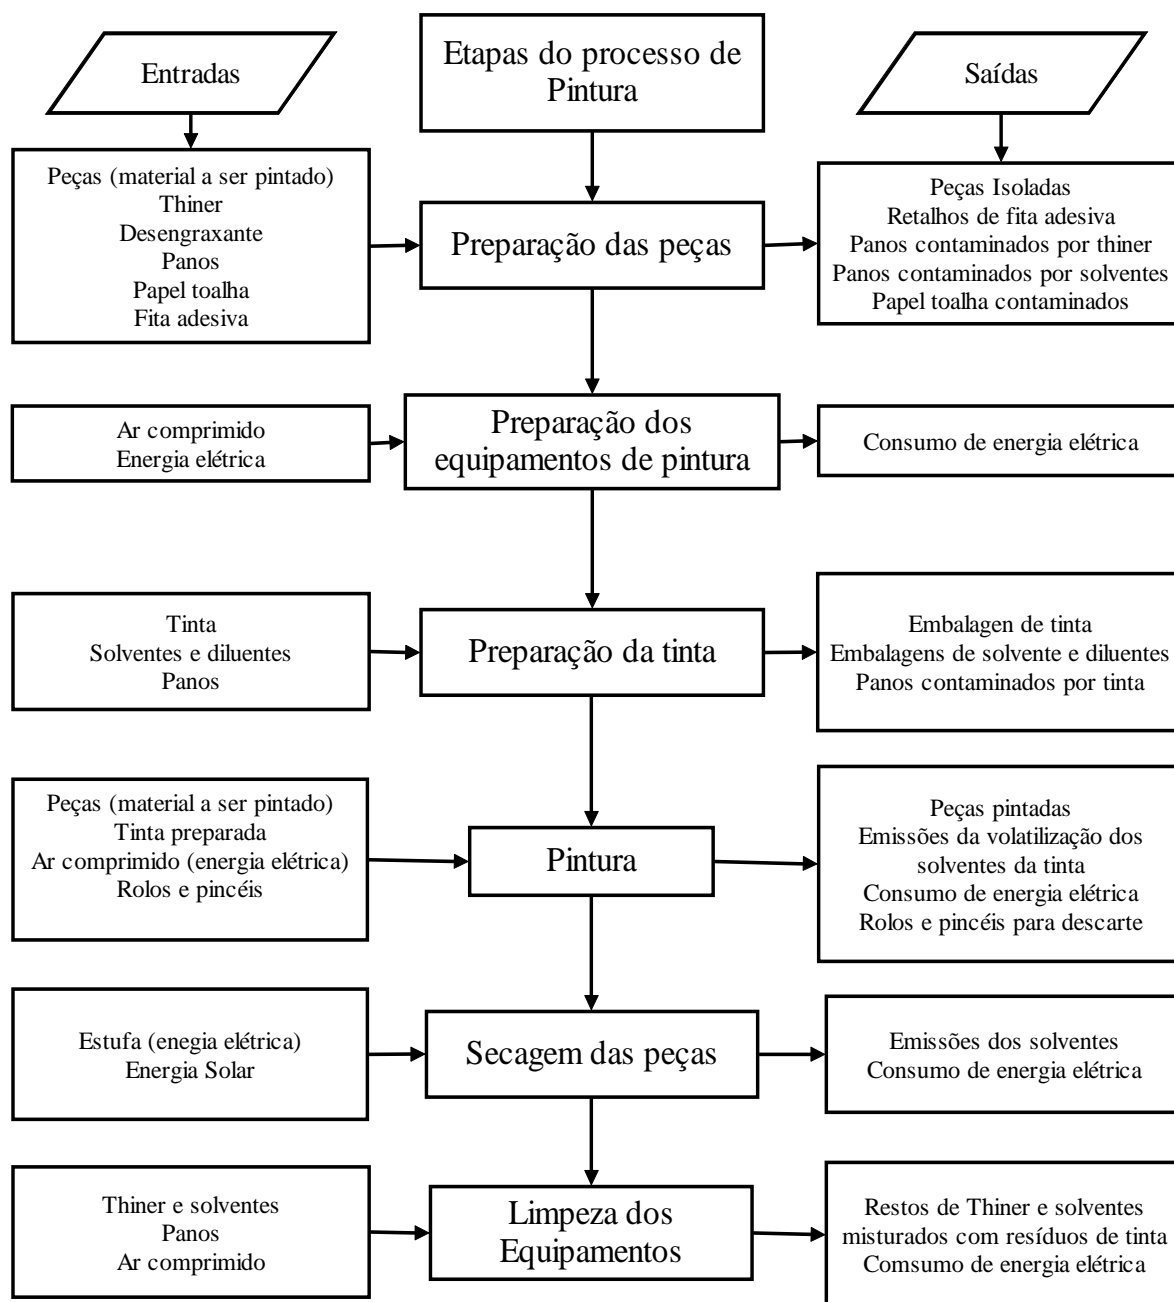 Entradas
Etapas do processo de
Pintura
Saídas
Peças (material a ser pintado)
Thiner
Desengraxante
Panos
Papel toalha
Fita adesiva
Preparação das peças
Peças Isoladas
Retalhos de fita adesiva
Panos contaminados por thiner
Panos contaminados por solventes
Papel toalha contaminados
Ar comprimido
Energia elétrica
Preparação dos
equipamentos de pintura
Consumo de energia elétrica
Tinta
Solventes e diluentes
Panos
Preparação da tinta
Embalagen de tinta
Embalagens de solvente e diluentes
Panos contaminados por tinta
Peças (material a ser pintado)
Tinta preparada
Ar comprimido (energia elétrica)
Rolos e pincéis
Pintura
Peças pintadas
Emissões da volatilização dos
solventes da tinta
Consumo de energia elétrica
Rolos e pincéis para descarte
Estufa (enegia elétrica)
Energia Solar
Secagem das peças
Emissões dos solventes
Consumo de energia elétrica
Thiner e solventes
Panos
Ar comprimido
Limpeza dos
Equipamentos
Restos de Thiner e solventes
misturados com resíduos de tinta
Comsumo de energia elétrica